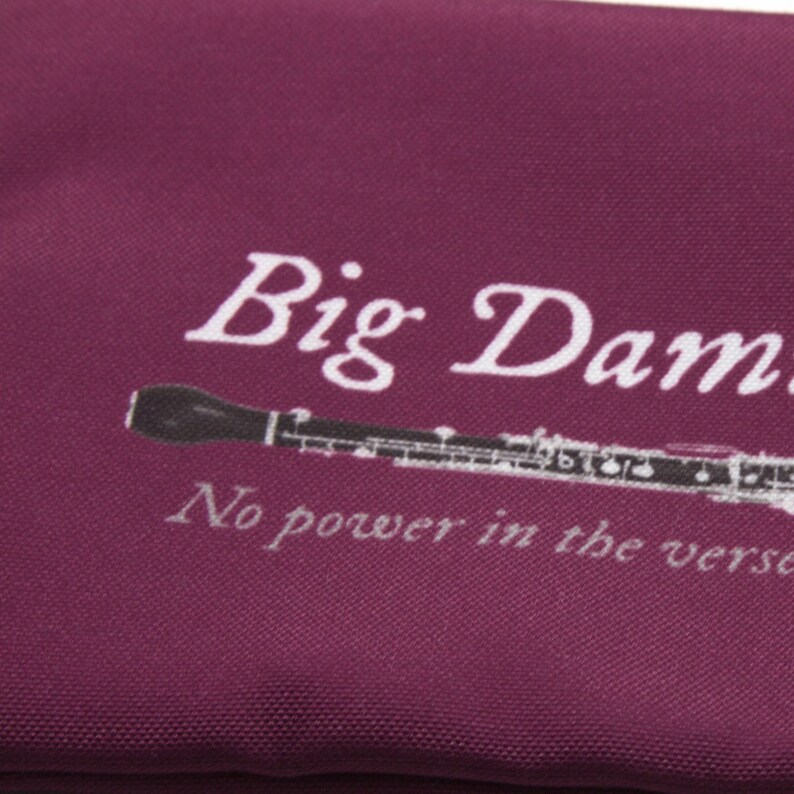 Big Dam
No power in the verse